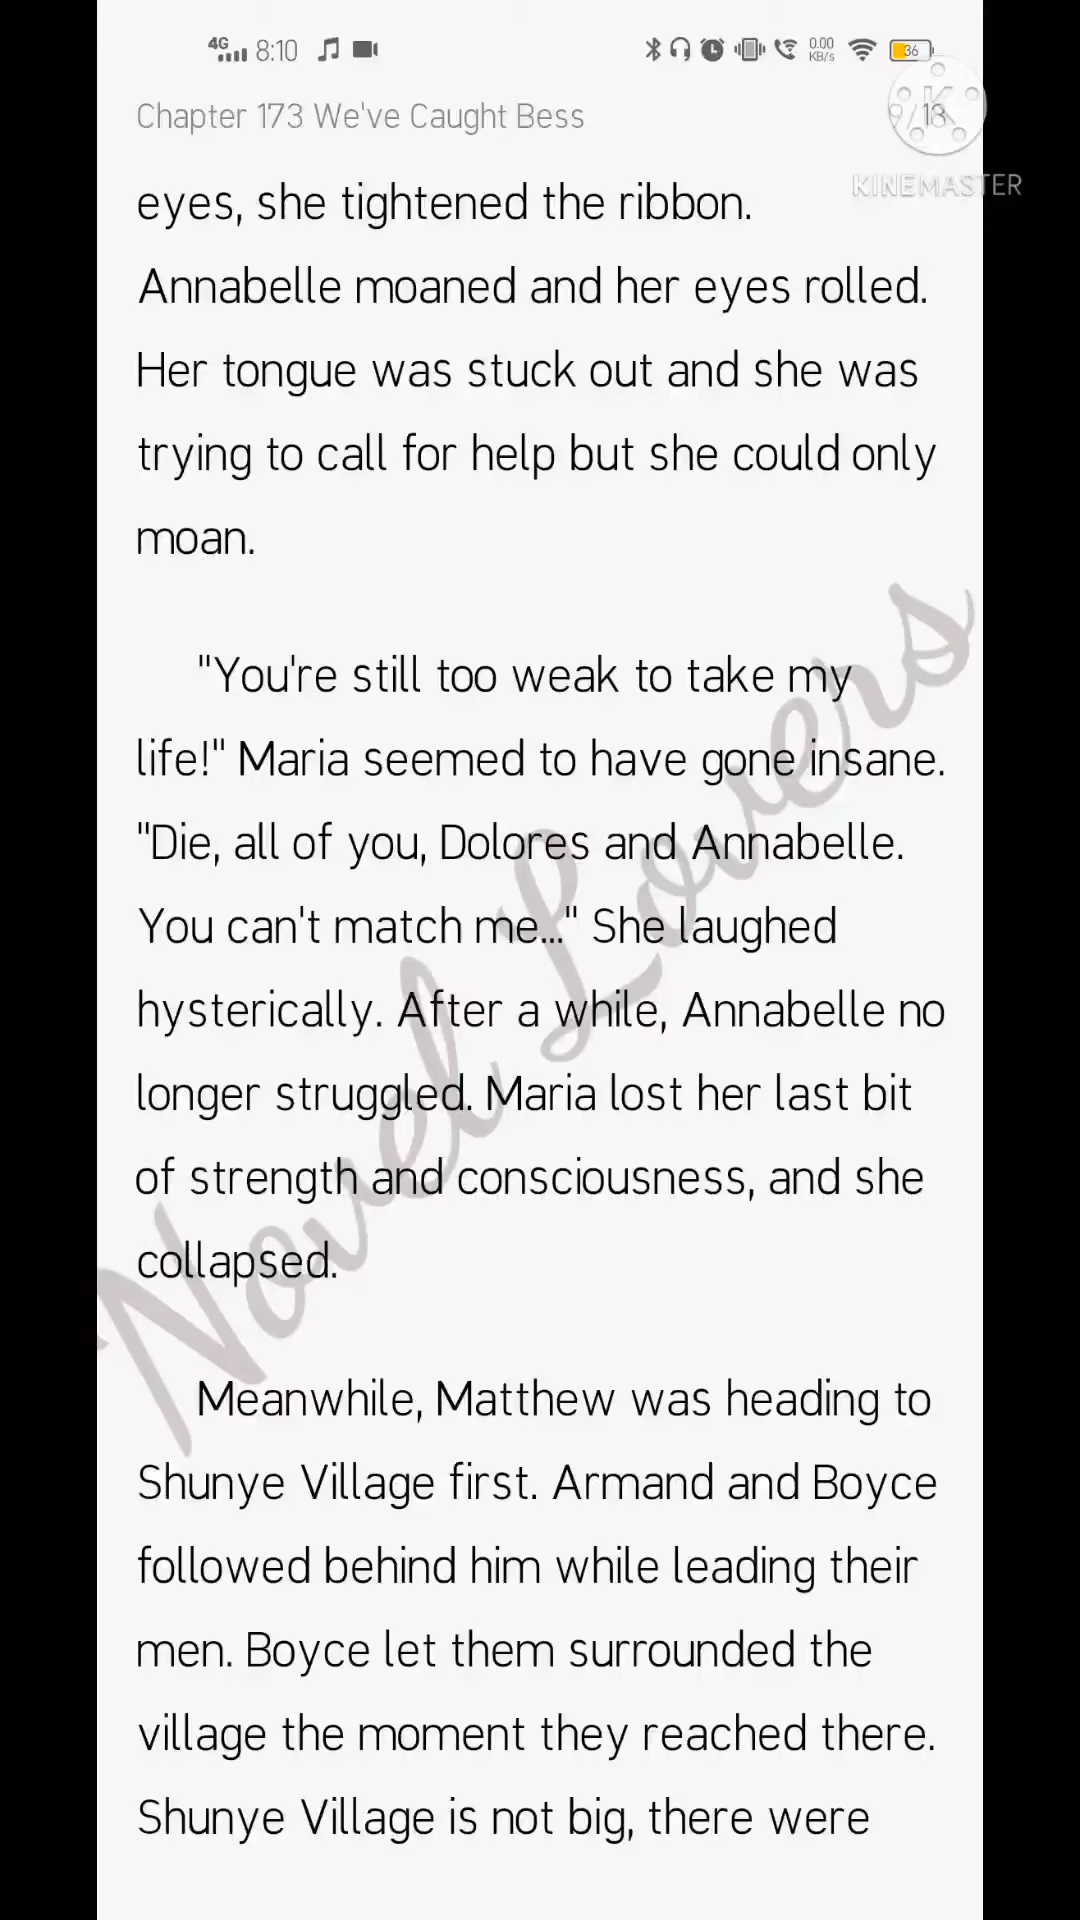 4G 8:10 0.00 KB/s 36
Chapter 173 We've Caught Bess 9/13
KINEMASTER
eyes, she tightened the ribbon.
Annabelle moaned and her eyes rolled.
Her tongue was stuck out and she was
trying to call for help but she could only
moan.
"You're still too weak to take my
life!" Maria seemed to have gone insane.
"Die, all of you, Dolores and Annabelle.
You can't match me..." She laughed
hysterically. After a while, Annabelle no
longer struggled. Maria lost her last bit
of strength and consciousness, and she
collapsed.
Novel Lovers
Meanwhile, Matthew was heading to
Shunye Village first. Armand and Boyce
followed behind him while leading their
men. Boyce let them surrounded the
village the moment they reached there.
Shunye Village is not big, there were